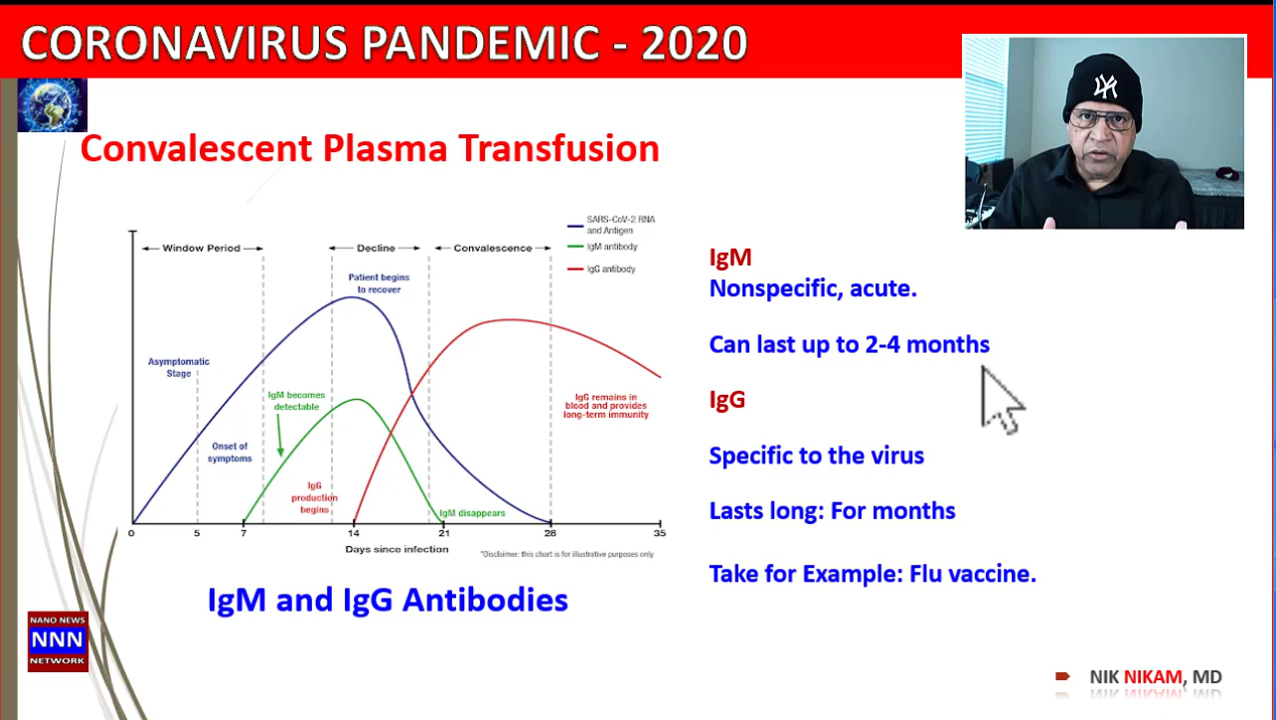 CORONAVIRUS PANDEMIC - 2020
Convalescent Plasma Transfusion
SARS-CoV-2 RNA
and Antigen
IgM antibody
IgG antibody
Window Period
Decline
Convalescence
Patient begins
to recover
Asymptomatic
Stage
IgM becomes
detectable
IgG remains in
blood and provides
long-term immunity
Onset of
symptoms
IgG
production
begins
IgM disappears
0 5 7 14 21 28 35
Days since infection
*Disclaimer: this chart is for illustrative purposes only
IgM and IgG Antibodies
IgM
Nonspecific, acute.
Can last up to 2-4 months
IgG
Specific to the virus
Lasts long: For months
Take for Example: Flu vaccine.
NANO NEWS
NNN
NETWORK
NIK NIKAM, MD